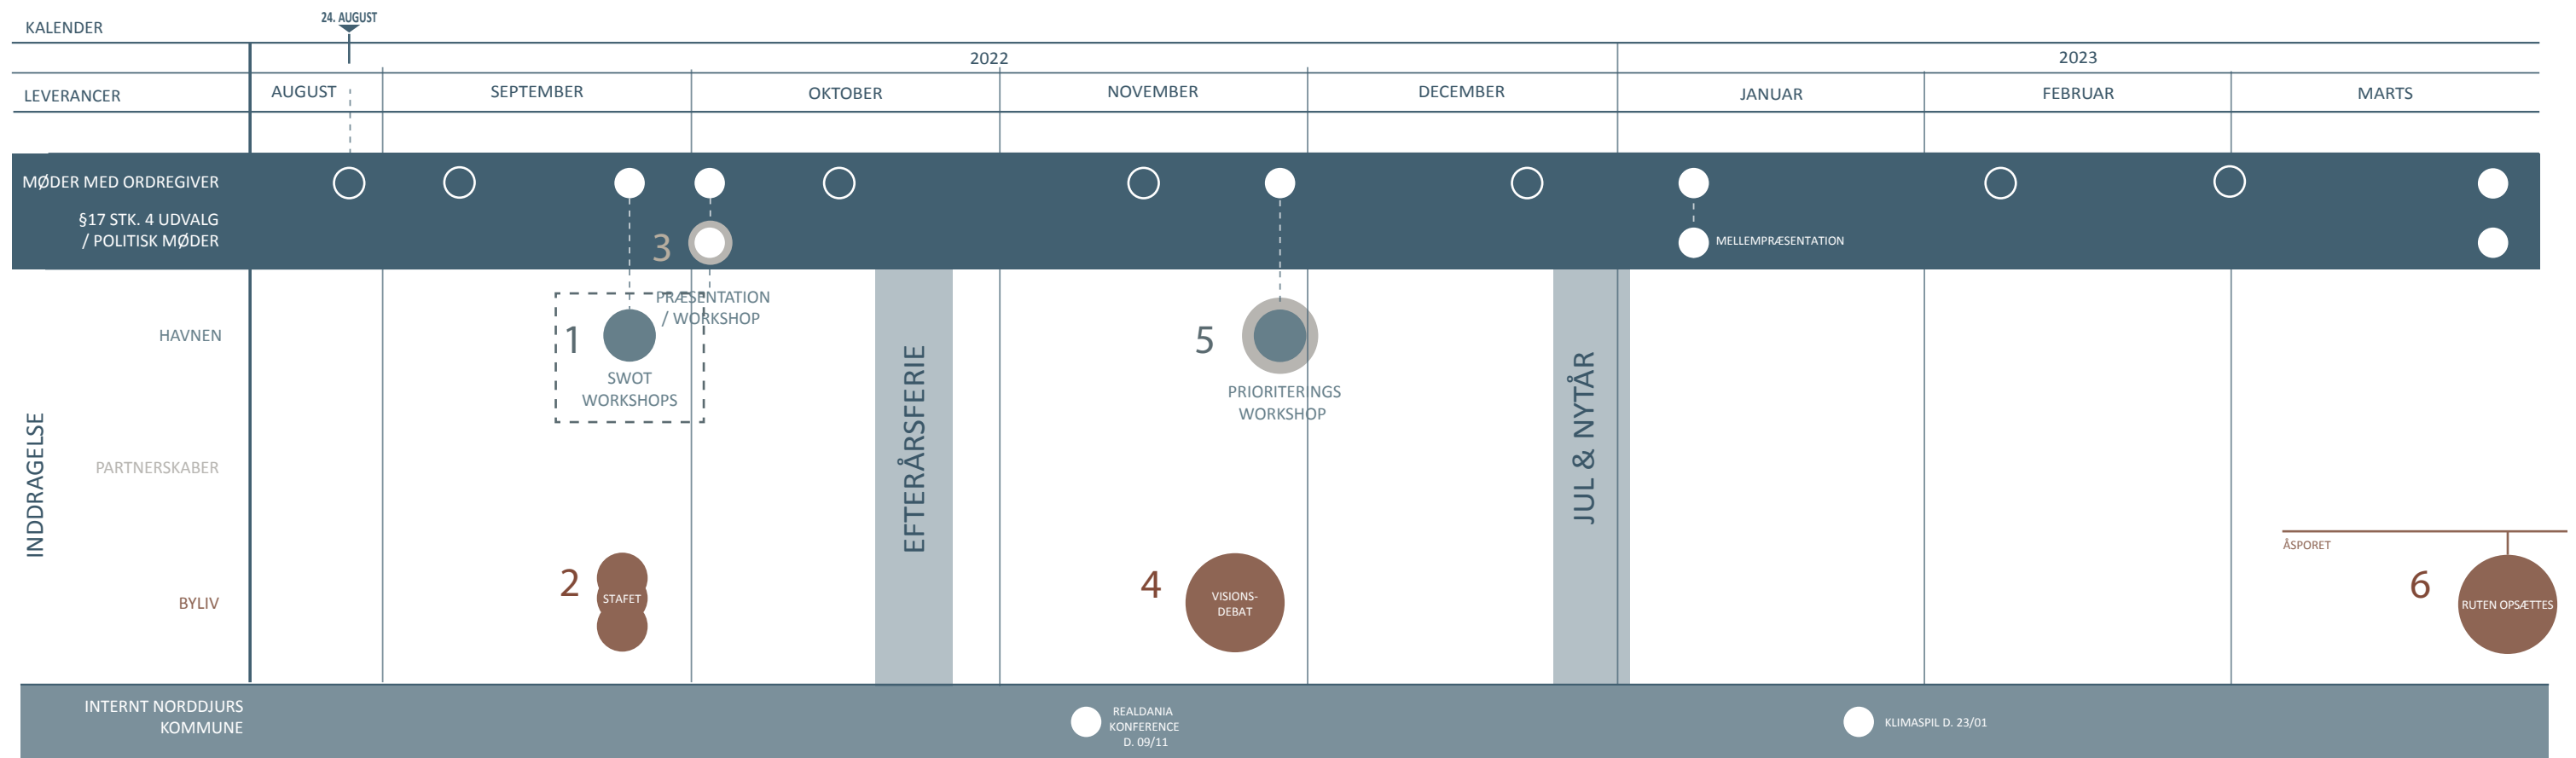 24. AUGUST
KALENDER
2022
2023
LEVERANCER
AUGUST
SEPTEMBER
OKTOBER
NOVEMBER
DECEMBER
JANUAR
FEBRUAR
MARTS
MØDER MED ORDREGIVER
§17 STK. 4 UDVALG
/ POLITISK MØDER
3
MELLEMPRÆSENTATION
PRÆSENTATION
/ WORKSHOP
HAVNEN
1
SWOT
WORKSHOPS
5
PRIORITERINGS
WORKSHOP
EFTERÅRSFERIE
JUL & NYTÅR
INDDRAGELSE
PARTNERSKABER
BYLIV
2
STAFET
4
VISIONS-
DEBAT
ÅSPORET
6
RUTEN OPSÆTTES
INTERNT NORDDJURS
KOMMUNE
REALDANIA
KONFERENCE
D. 09/11
KLIMASPIL D. 23/01